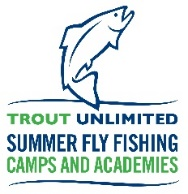 TROUT UNLIMITED
SUMMER FLY FISHING
CAMPS AND ACADEMIES